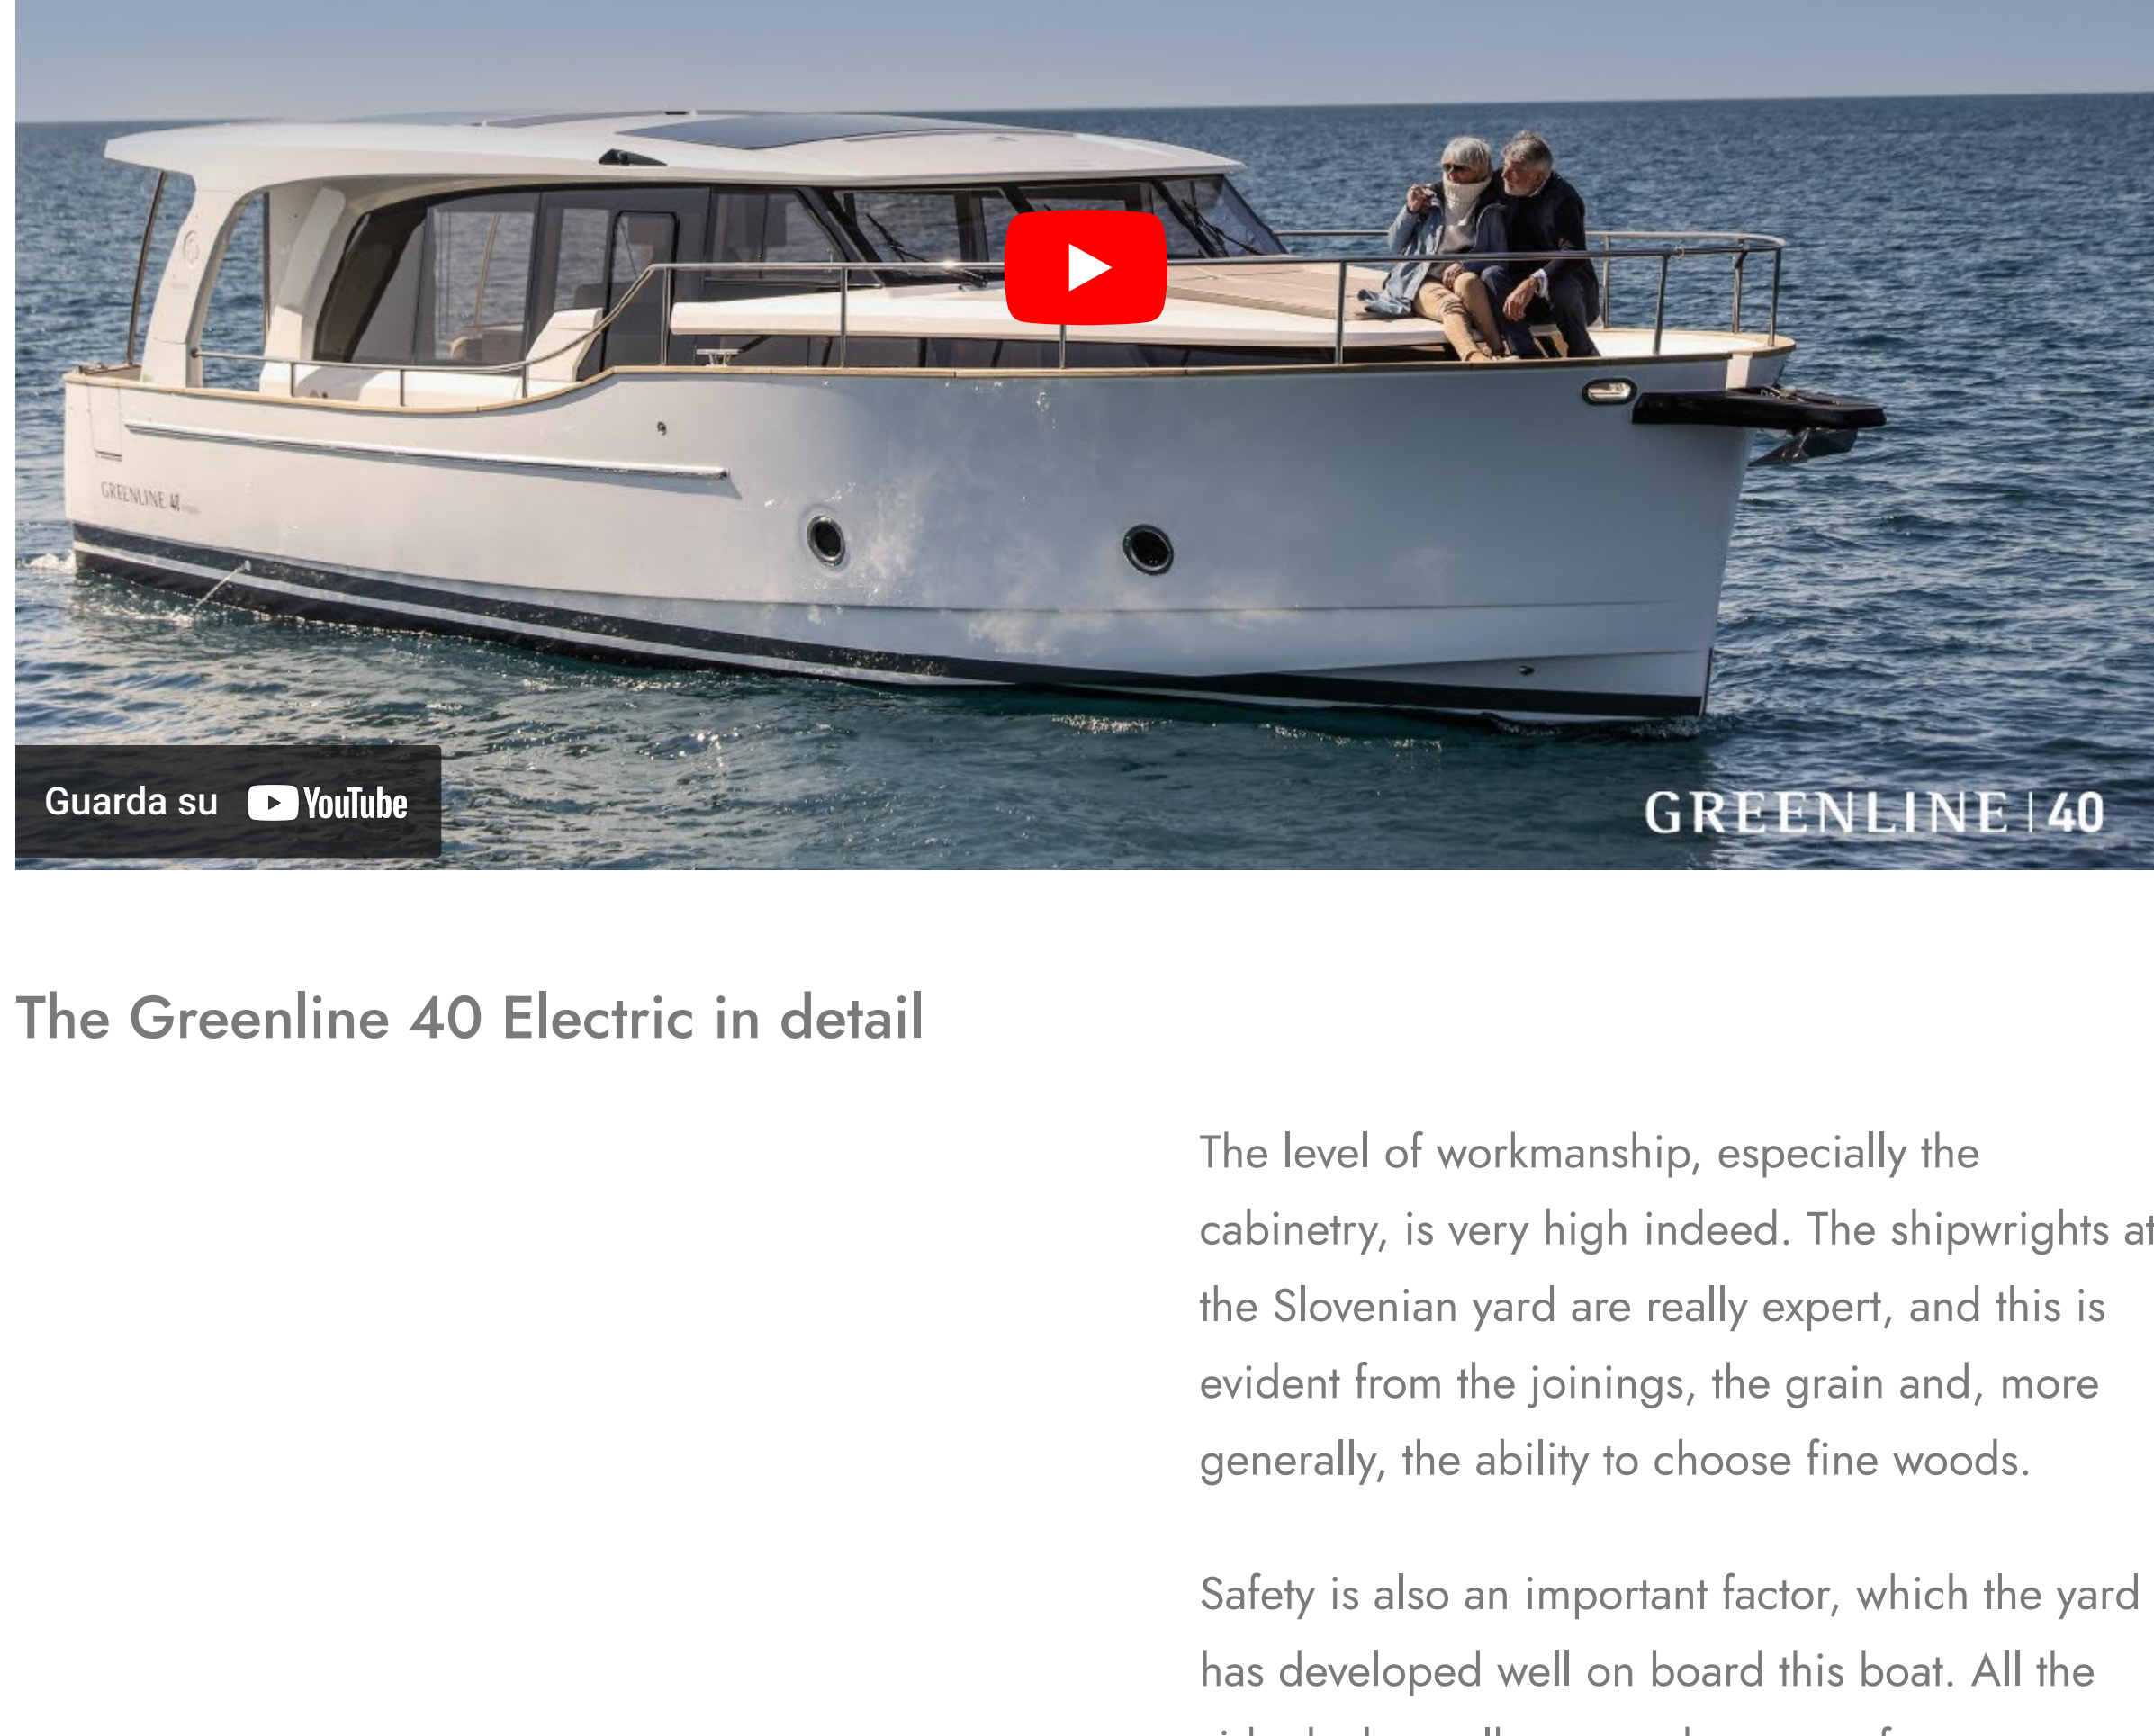 GREENLINE 40
Guarda su YouTube
GREENLINE | 40
The Greenline 40 Electric in detail
The level of workmanship, especially the
cabinetry, is very high indeed. The shipwrights at
the Slovenian yard are really expert, and this is
evident from the joinings, the grain and, more
generally, the ability to choose fine woods.
Safety is also an important factor, which the yard
has developed well on board this boat. All the